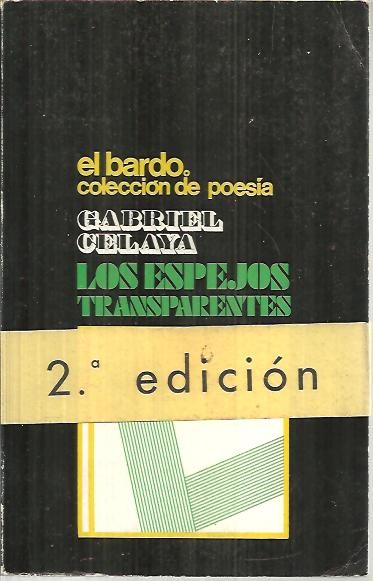 el bardo.
colección de poesía
GABRIEL
CELAYA
LOS ESPEJOS
TRANSPARENTES
2.ª edición